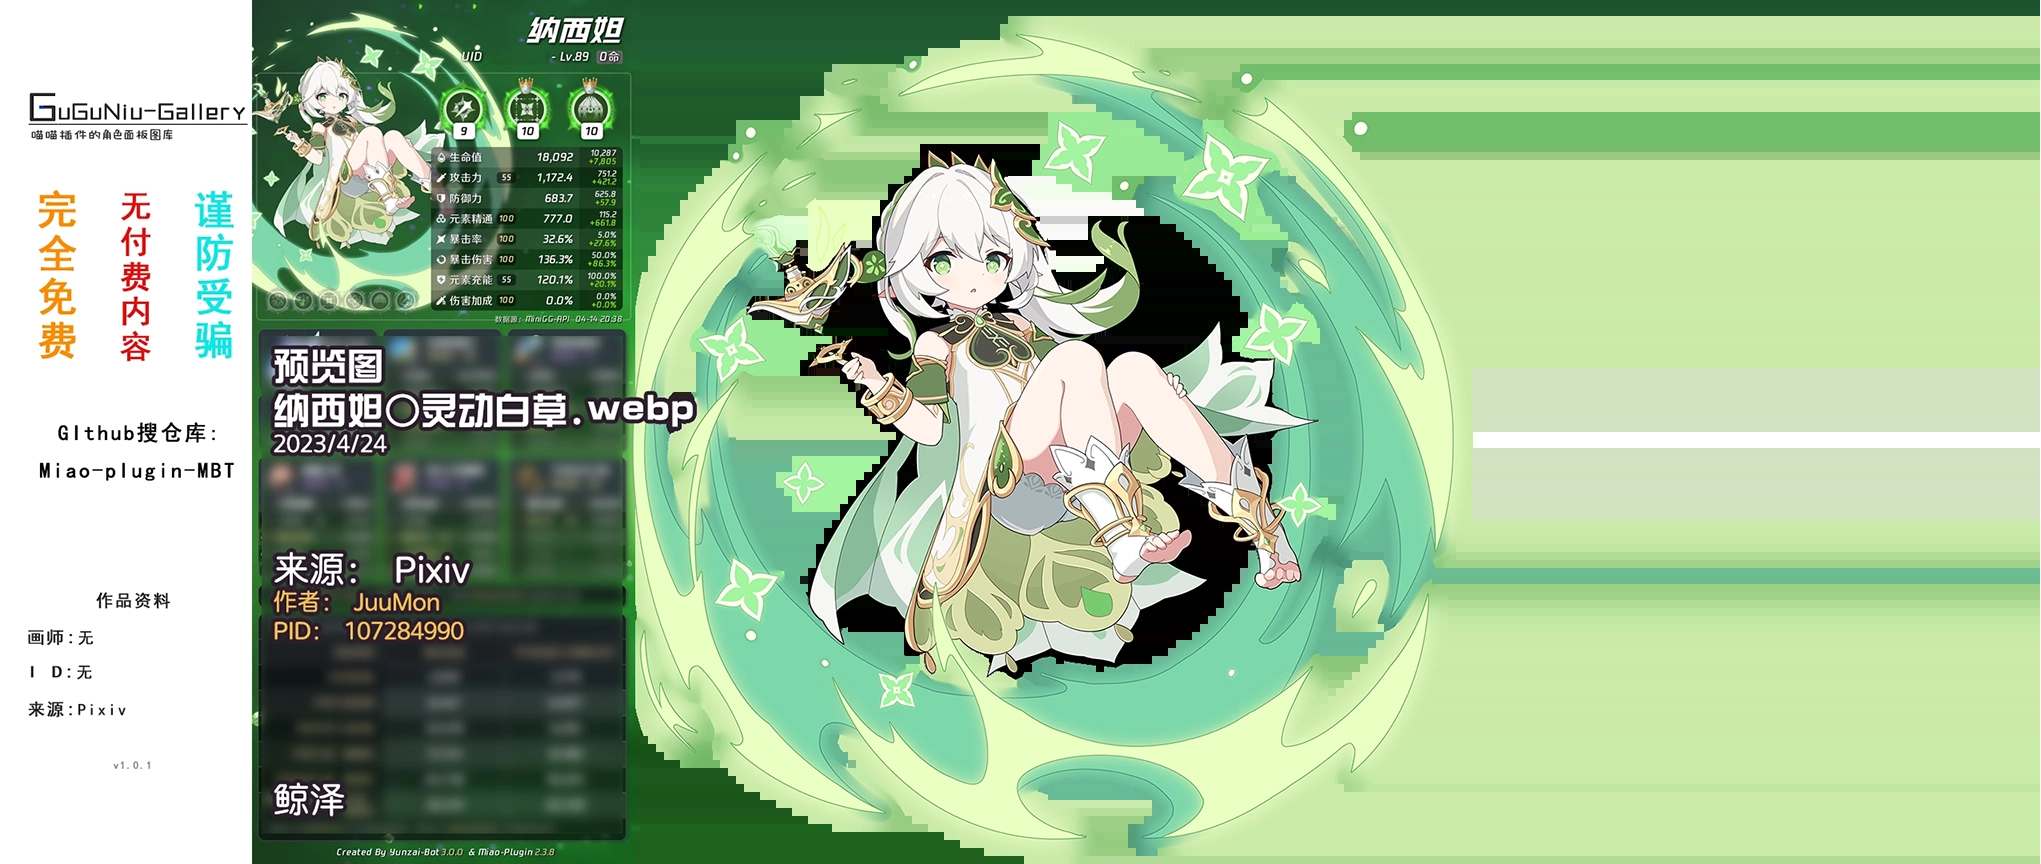 GuGuNiu-Gallery
喵喵插件的角色面板图库
完全免费
无付费内容
谨防受骗
GIthub搜仓库:
Miao-plugin-MBT
作品资料
画师:无
I D:无
来源:Pixiv
v1.0.1
纳西妲
UID
- Lv.89 0命
9 10 10
生命值 18,092 10,287 +7,805
攻击力 55 1,172.4 751.2 +421.2
防御力 683.7 625.8 +57.9
元素精通 100 777.0 115.2 +661.8
暴击率 100 32.6% 5.0% +27.6%
暴击伤害 100 136.3% 50.0% +86.3%
元素充能 55 120.1% 100.0% +20.1%
伤害加成 100 0.0% 0.0% +0.0%
数据源: MiniGG-API 04-14 20:38
预览图
纳西妲〇灵动白草.webp
2023/4/24
来源： Pixiv
作者： JuuMon
PID： 107284990
鲸泽
Created By Yunzai-Bot 3.0.0 & Miao-Plugin 2.3.8